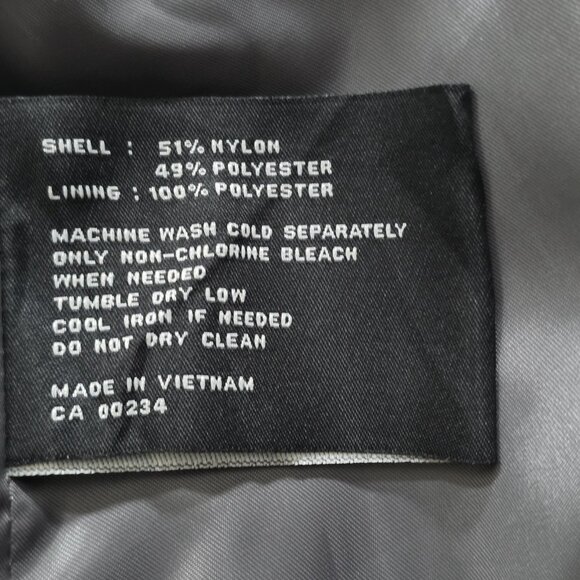 SHELL : 51% NYLON
49% POLYESTER
LINING : 100% POLYESTER
MACHINE WASH COLD SEPARATELY
ONLY NON-CHLORINE BLEACH
WHEN NEEDED
TUMBLE DRY LOW
COOL IRON IF NEEDED
DO NOT DRY CLEAN
MADE IN VIETNAM
CA 00234